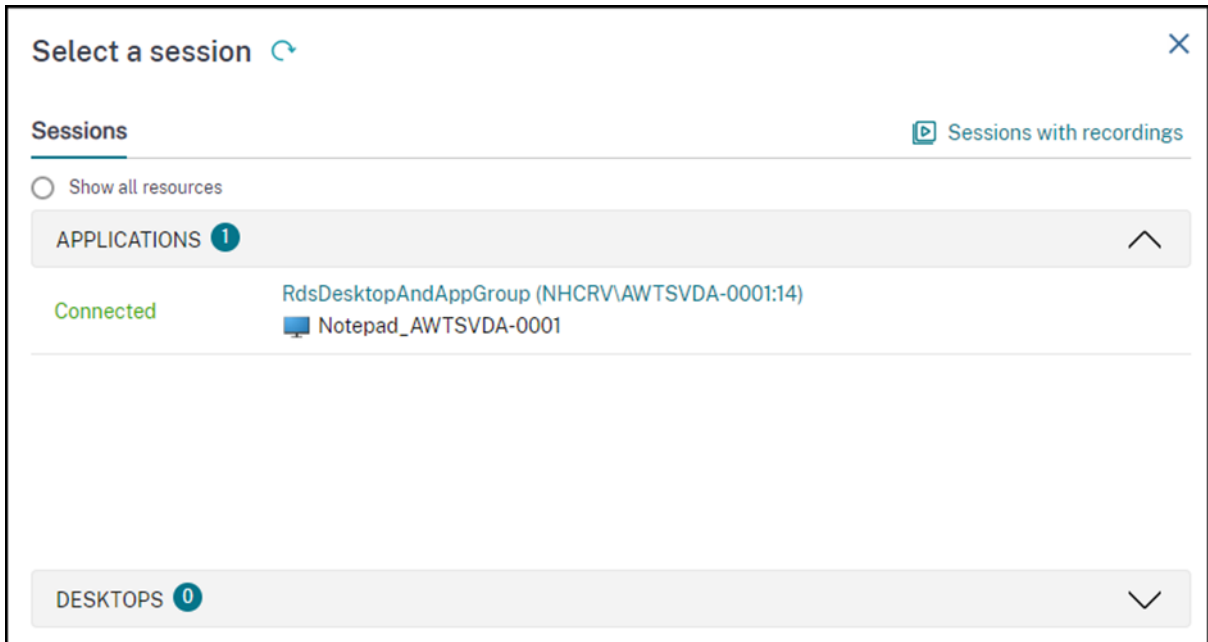 Select a session
Sessions
Sessions with recordings
Show all resources
APPLICATIONS 1
Connected
RdsDesktopAndAppGroup (NHCRV\AWTSVDA-0001:14)
Notepad_AWTSVDA-0001
DESKTOPS 0